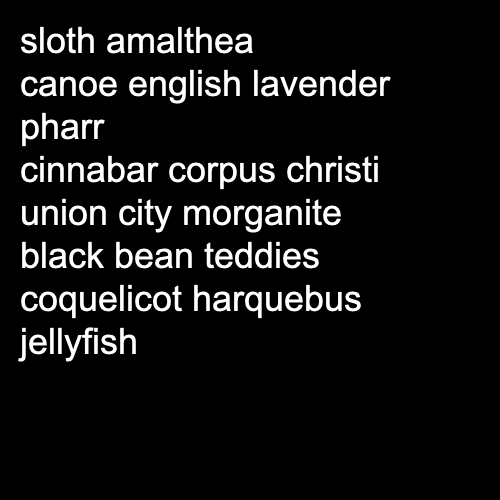 sloth amalthea
canoe english lavender
pharr
cinnabar corpus christi
union city morganite
black bean teddies
coquelicot harquebus
jellyfish